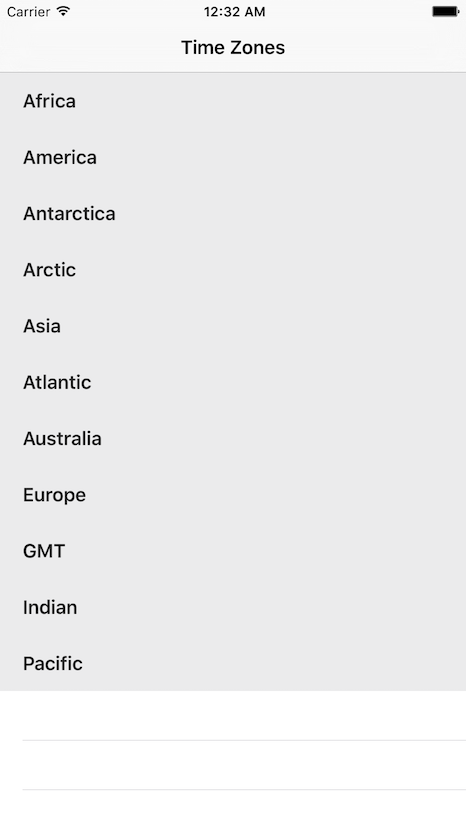 Carrier 12:32 AM
Time Zones
Africa
America
Antarctica
Arctic
Asia
Atlantic
Australia
Europe
GMT
Indian
Pacific